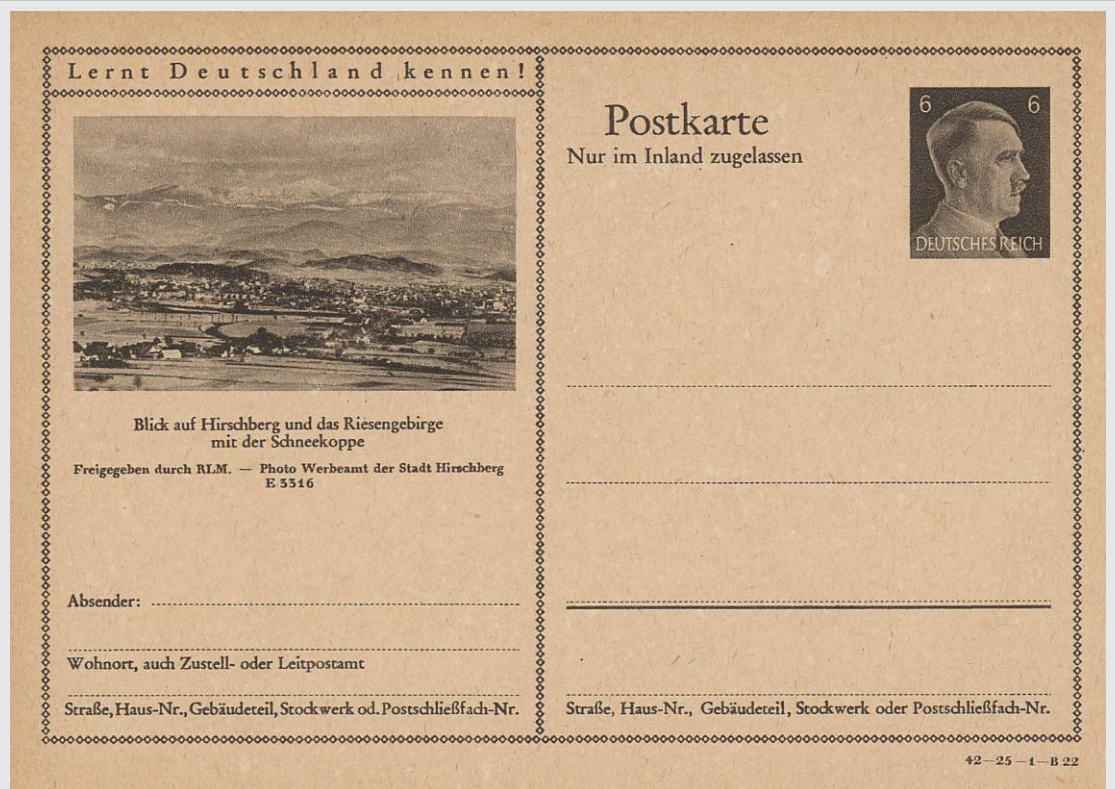 Lernt Deutschland kennen!
Blick auf Hirschberg und das Riesengebirge
mit der Schneekoppe
Freigegeben durch RLM. — Photo Werbeamt der Stadt Hirschberg
E 3316
Absender:
Wohnort, auch Zustell- oder Leitpostamt
Straße, Haus-Nr., Gebäudeteil, Stockwerk od. Postschließfach-Nr.
Postkarte
Nur im Inland zugelassen
6 6
DEUTSCHES REICH
Straße, Haus-Nr., Gebäudeteil, Stockwerk oder Postschließfach-Nr.
42—25—1—B 22